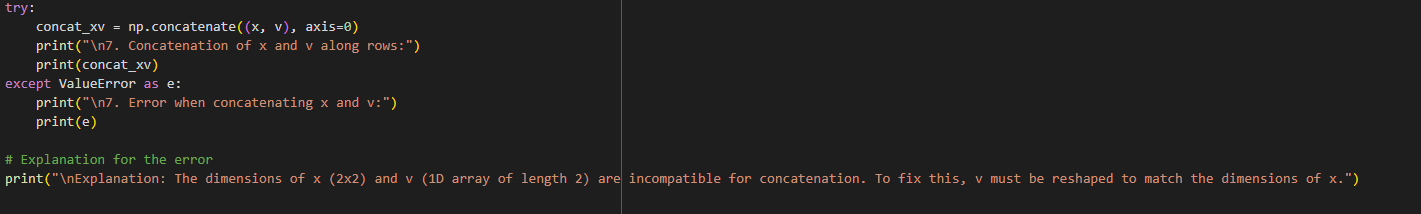 try:
    concat_xv = np.concatenate((x, v), axis=0)
    print("\n7. Concatenation of x and v along rows:")
    print(concat_xv)
except ValueError as e:
    print("\n7. Error when concatenating x and v:")
    print(e)

# Explanation for the error
print("\nExplanation: The dimensions of x (2x2) and v (1D array of length 2) are incompatible for concatenation. To fix this, v must be reshaped to match the dimensions of x.")